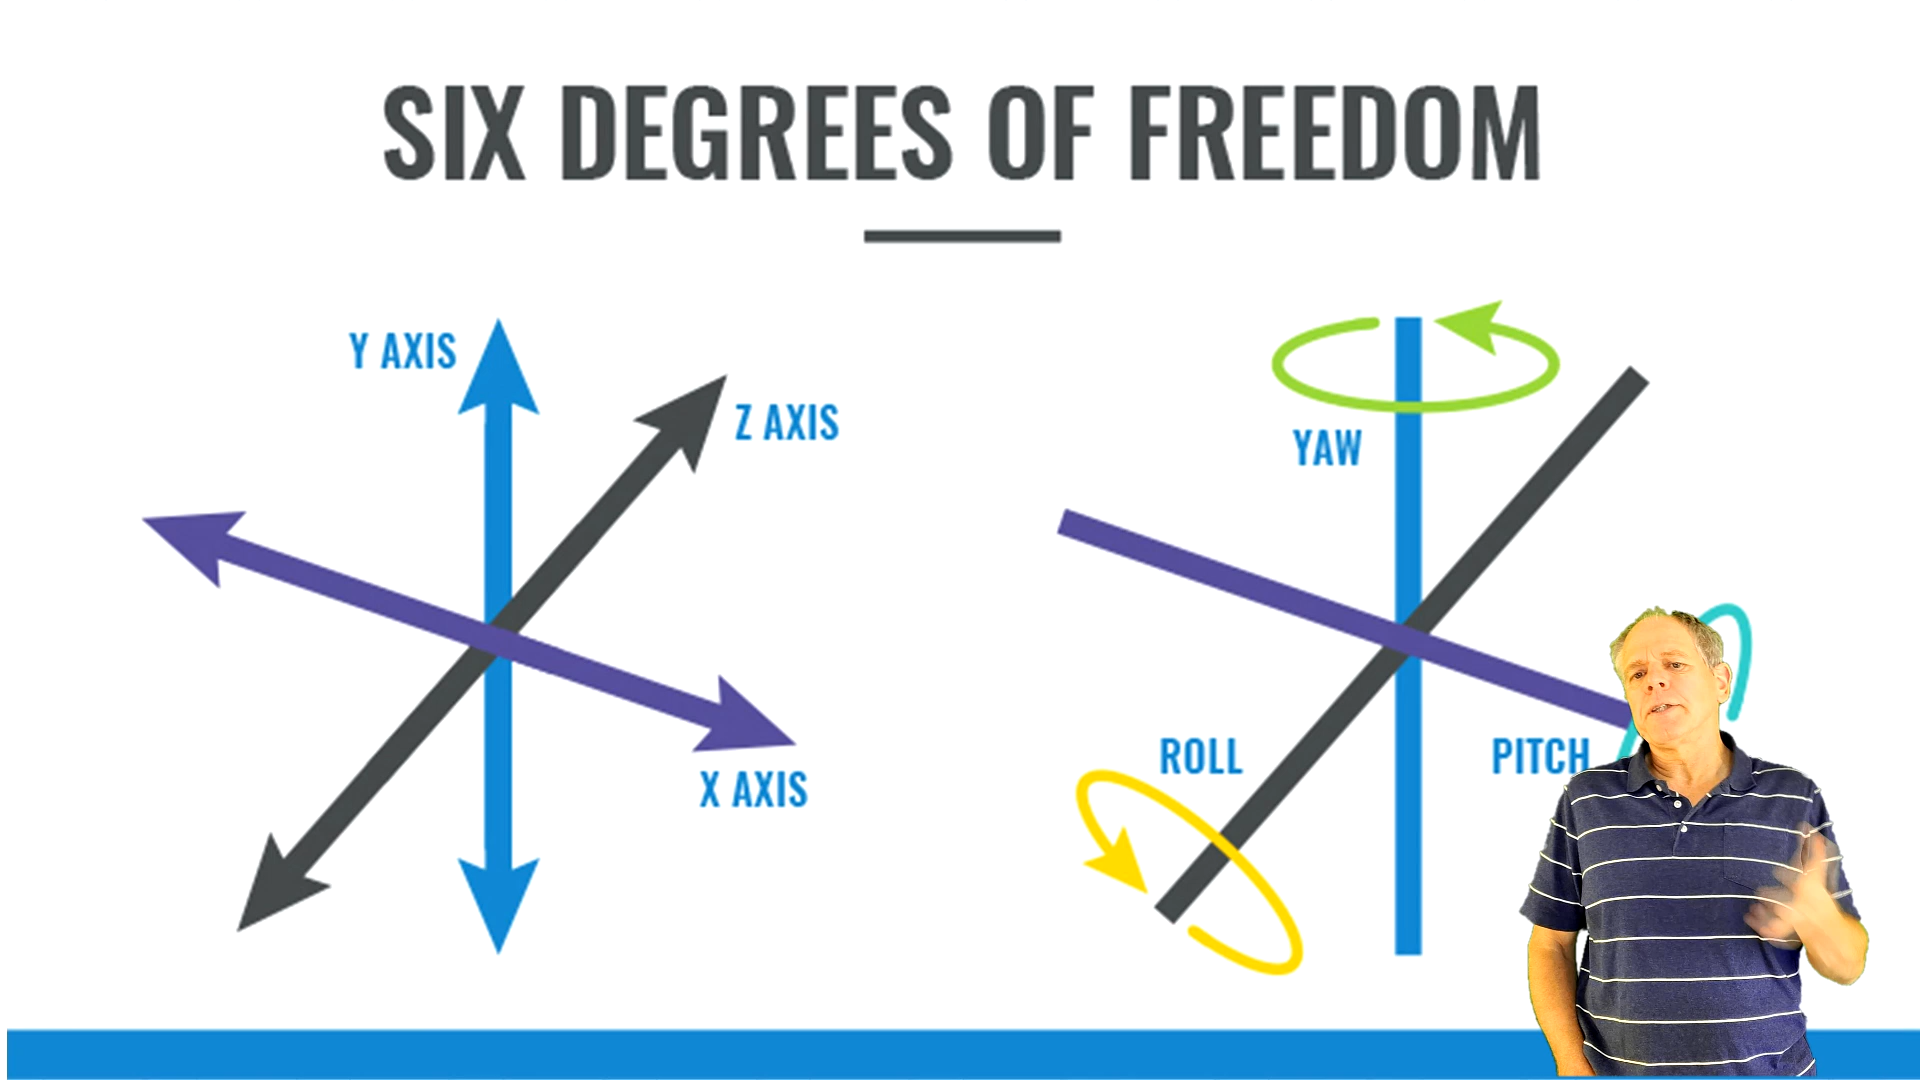 SIX DEGREES OF FREEDOM
Y AXIS
Z AXIS
X AXIS
YAW
ROLL
PITCH